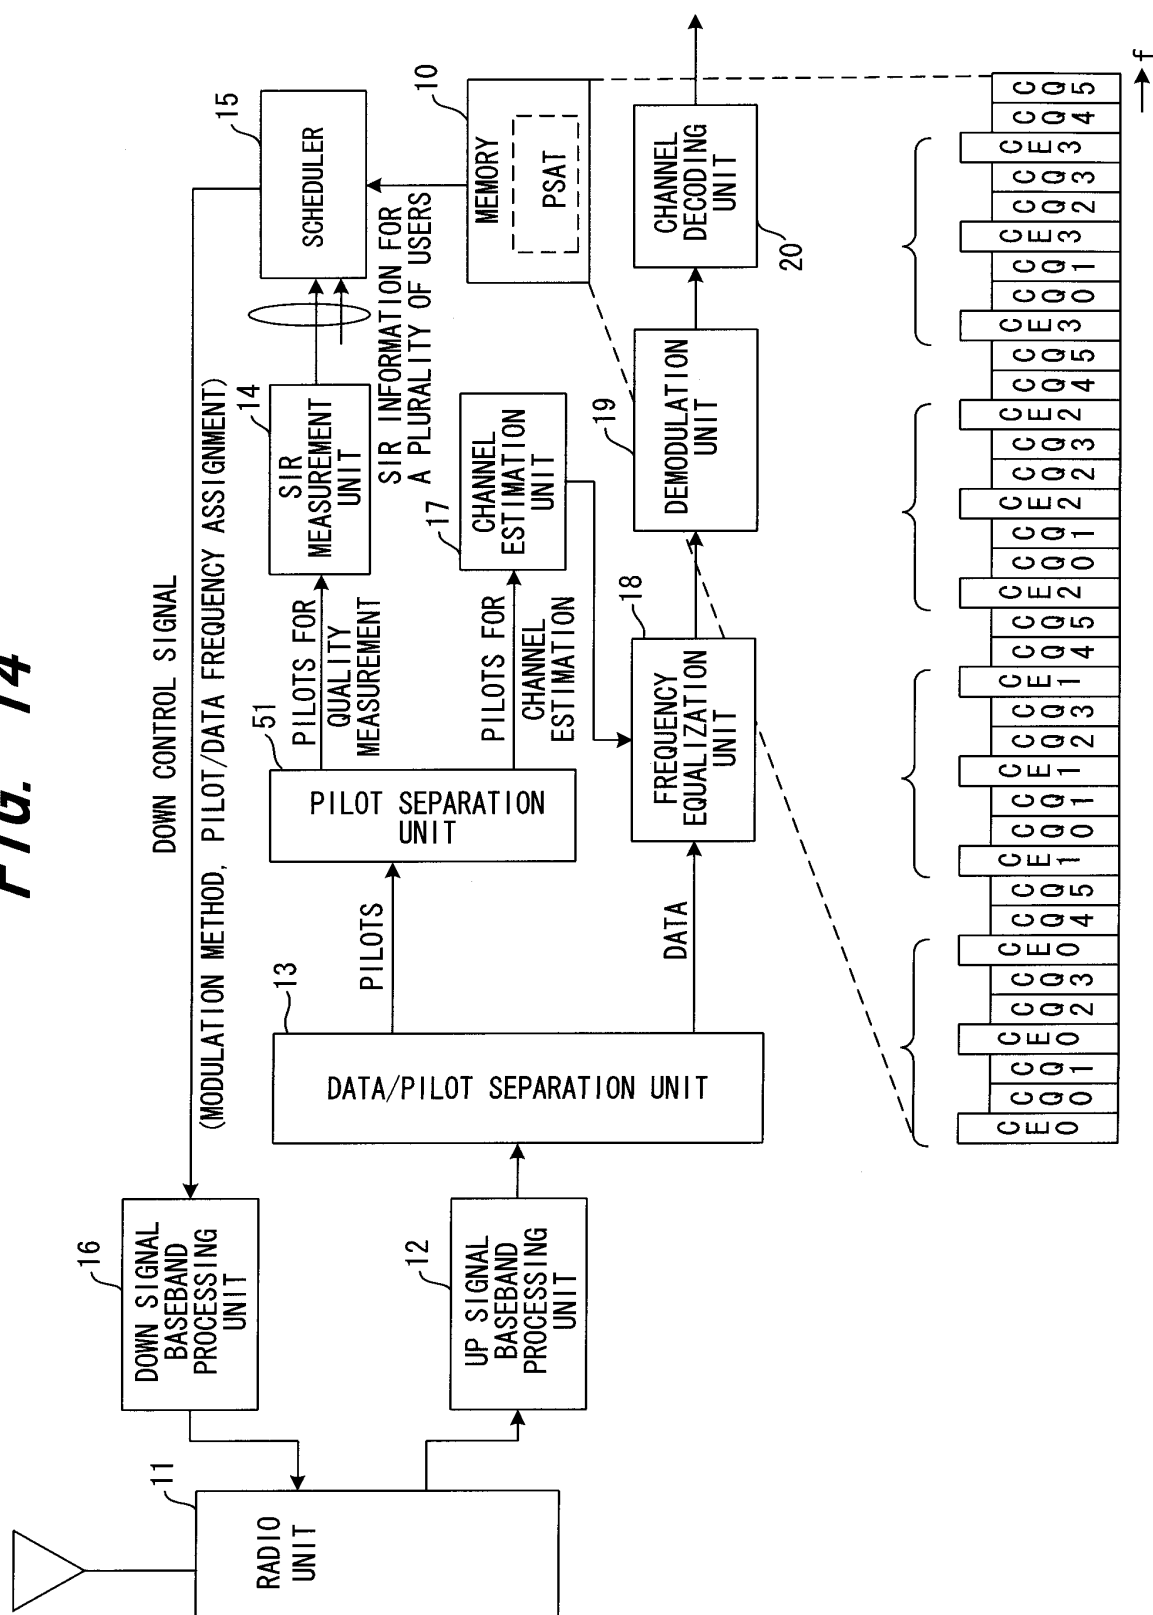 FIG. 14
DOWN CONTROL SIGNAL
(MODULATION METHOD, PILOT/DATA FREQUENCY ASSIGNMENT)
11
RADIO
UNIT
16
DOWN SIGNAL
BASEBAND
PROCESSING
UNIT
12
UP SIGNAL
BASEBAND
PROCESSING
UNIT
13
DATA/PILOT SEPARATION UNIT
PILOTS
DATA
51
PILOT SEPARATION
UNIT
PILOTS FOR
QUALITY
MEASUREMENT
PILOTS FOR
CHANNEL
ESTIMATION
14
SIR
MEASUREMENT
UNIT
15
SCHEDULER
SIR INFORMATION FOR
A PLURALITY OF USERS
17
CHANNEL
ESTIMATION
UNIT
10
MEMORY
PSAT
18
FREQUENCY
EQUALIZATION
UNIT
19
DEMODULATION
UNIT
20
CHANNEL
DECODING
UNIT
CE0 CQ0 CQ1 CE0 CQ2 CQ3 CE0 CQ4 CQ5 CE1 CQ0 CQ1 CE1 CQ2 CQ3 CE1 CQ4 CQ5 CE2 CQ0 CQ1 CE2 CQ2 CQ3 CE2 CQ4 CQ5 CE3 CQ0 CQ1 CE3 CQ2 CQ3 CE3 CQ4 CQ5
f